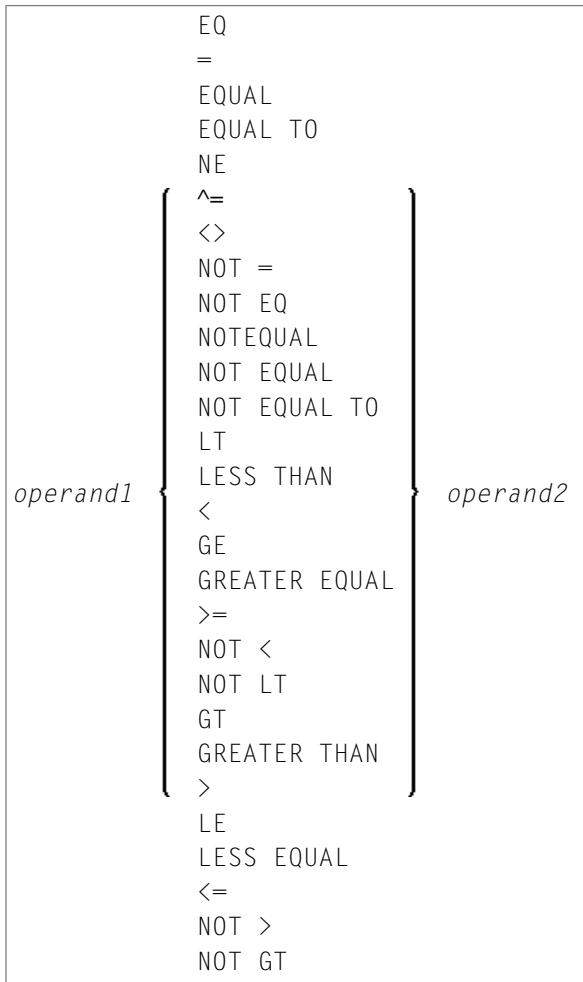 EQ
=
EQUAL
EQUAL TO
NE
^=
<>
NOT =
NOT EQ
NOTEQUAL
NOT EQUAL
NOT EQUAL TO
LT
LESS THAN
operand1 < operand2
GE
GREATER EQUAL
>=
NOT <
NOT LT
GT
GREATER THAN
>
LE
LESS EQUAL
<=
NOT >
NOT GT